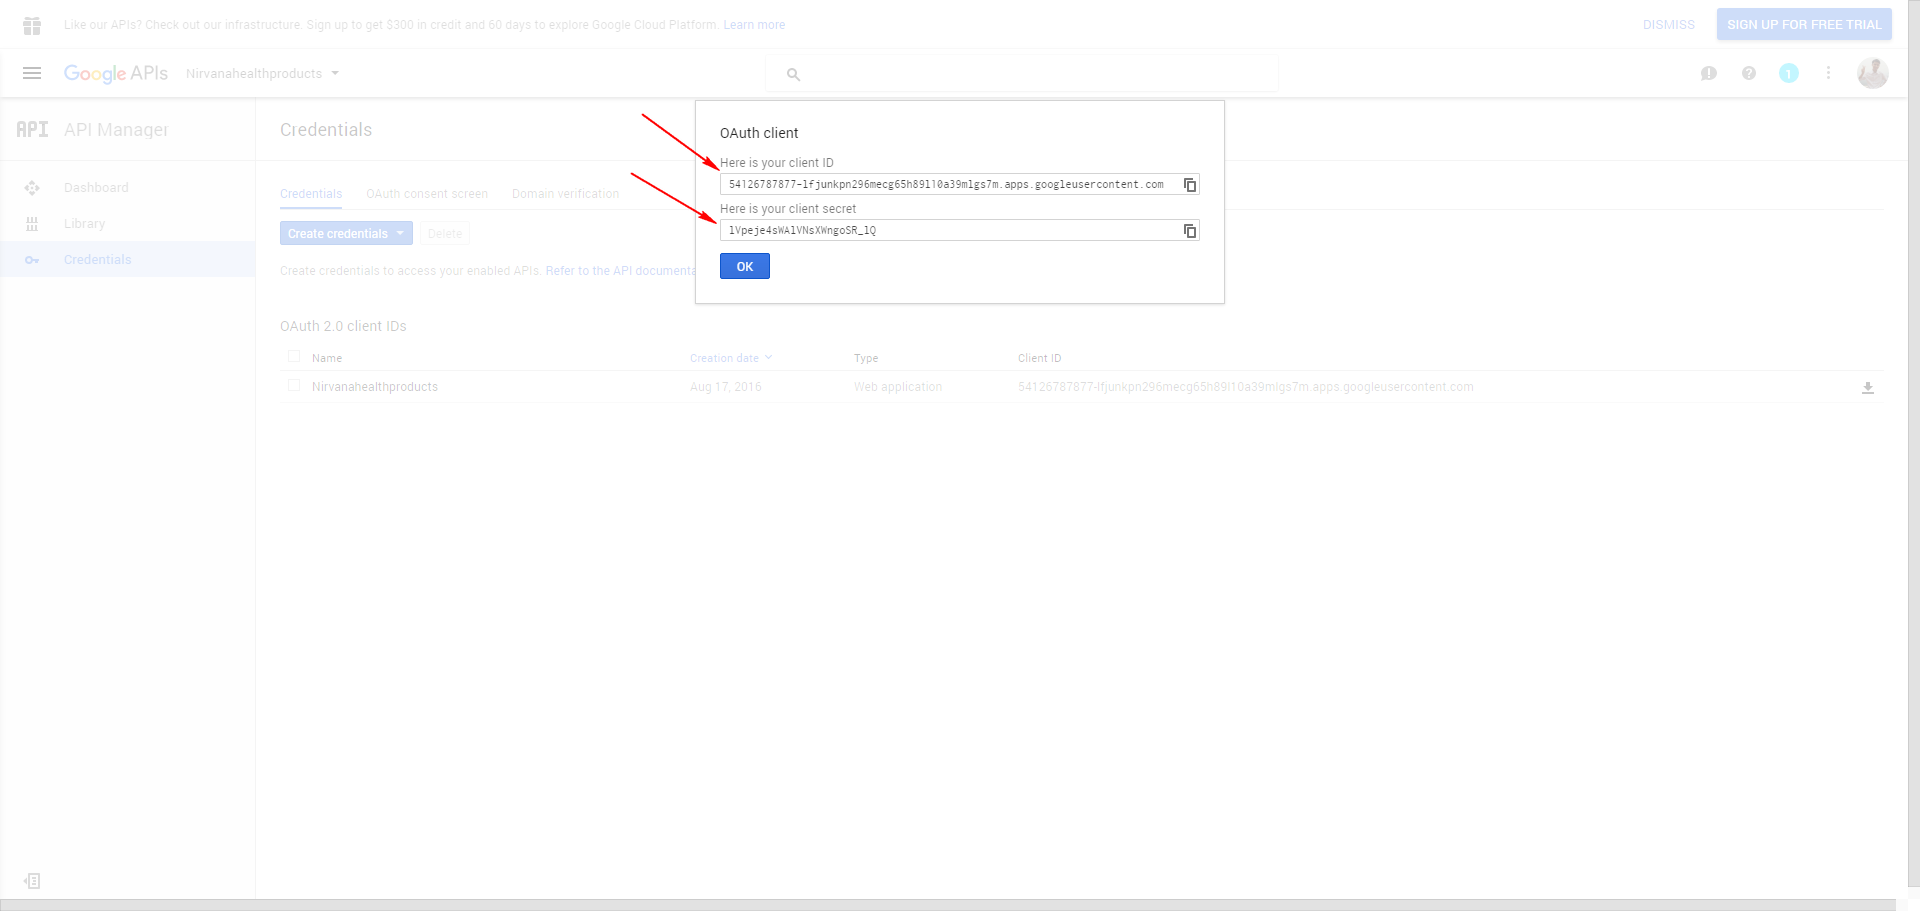 Like our APIs? Check out our infrastructure. Sign up to get $300 in credit and 60 days to explore Google Cloud Platform. Learn more
DISMISS
SIGN UP FOR FREE TRIAL
Google APIs
Nirvanahealthproducts
1
API
API Manager
Dashboard
Library
Credentials
Credentials
Credentials
OAuth consent screen
Domain verification
Create credentials
Delete
Create credentials to access your enabled APIs. Refer to the API documenta
OAuth client
Here is your client ID
54126787877-lfjunkpn296mecg65h89l10a39mlgs7m.apps.googleusercontent.com
Here is your client secret
lVpeje4sWAlVNsXWngoSR_lQ
OK
OAuth 2.0 client IDs
Name
Creation date
Type
Client ID
Nirvanahealthproducts
Aug 17, 2016
Web application
54126787877-lfjunkpn296mecg65h89l10a39mlgs7m.apps.googleusercontent.com